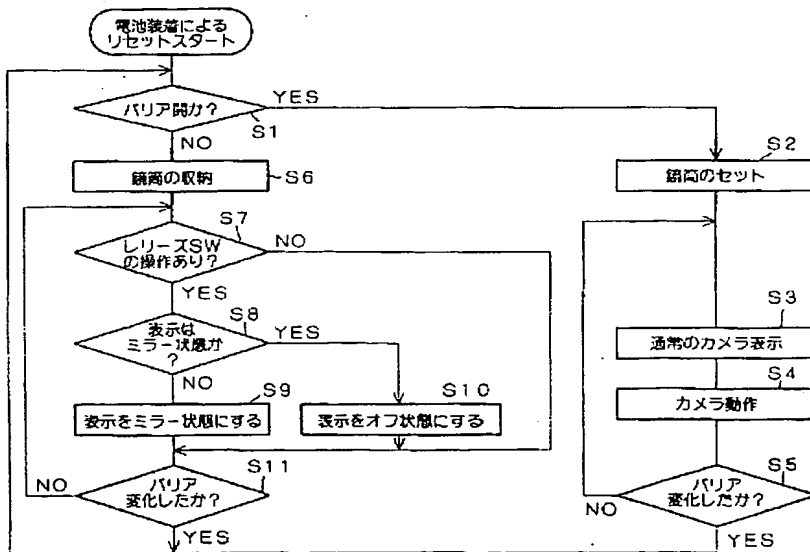 電池装着による
リセットスタート
バリア開か?
YES
S1
NO
鏡筒の収納
S6
S7
レリーズSW
の操作あり?
NO
YES
S8
表示は
ミラー状態か
?
YES
NO
S9
表示をミラー状態にする
S10
表示をオフ状態にする
S11
バリア
変化したか?
NO
YES
S2
鏡筒のセット
S3
通常のカメラ表示
S4
カメラ動作
S5
バリア
変化したか?
NO
YES